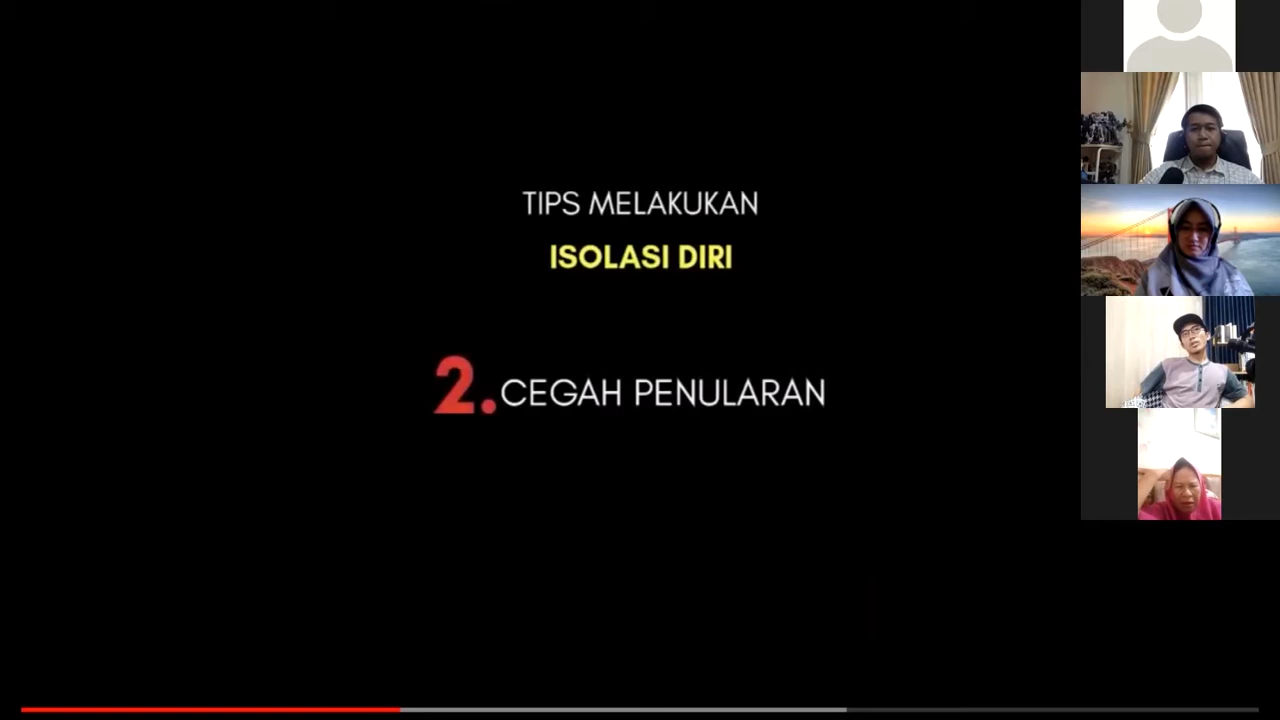 TIPS MELAKUKAN
ISOLASI DIRI
2. CEGAH PENULARAN